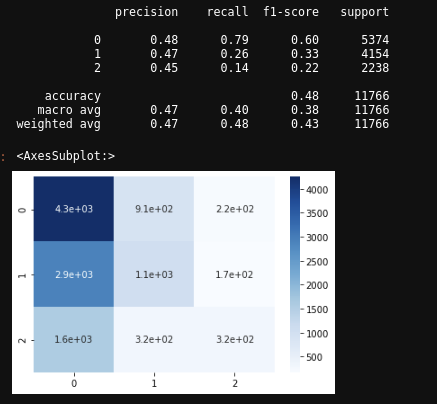 precision recall f1-score support
0 0.48 0.79 0.60 5374
1 0.47 0.26 0.33 4154
2 0.45 0.14 0.22 2238
accuracy 0.48 11766
macro avg 0.47 0.40 0.38 11766
weighted avg 0.47 0.48 0.43 11766
: <AxesSubplot:>
0 4.3e+03 9.1e+02 2.2e+02
1 2.9e+03 1.1e+03 1.7e+02
2 1.6e+03 3.2e+02 3.2e+02
0 1 2
4000
3500
3000
2500
2000
1500
1000
500